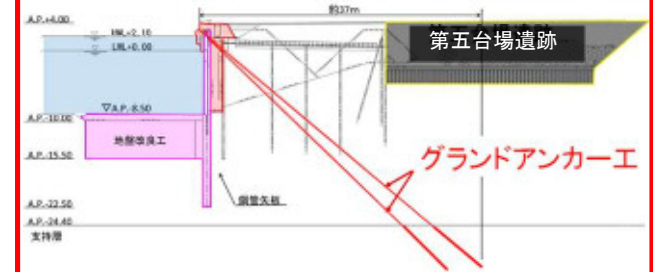 約37m
A.P.+4.00
HWL+2.10
LWL+0.00
第五台場遺跡
▽A.P.-8.50
A.P.-10.00
地盤改良工
グランドアンカー工
A.P.-15.50
鋼管矢板
A.P.-22.50
A.P.-24.40
支持層